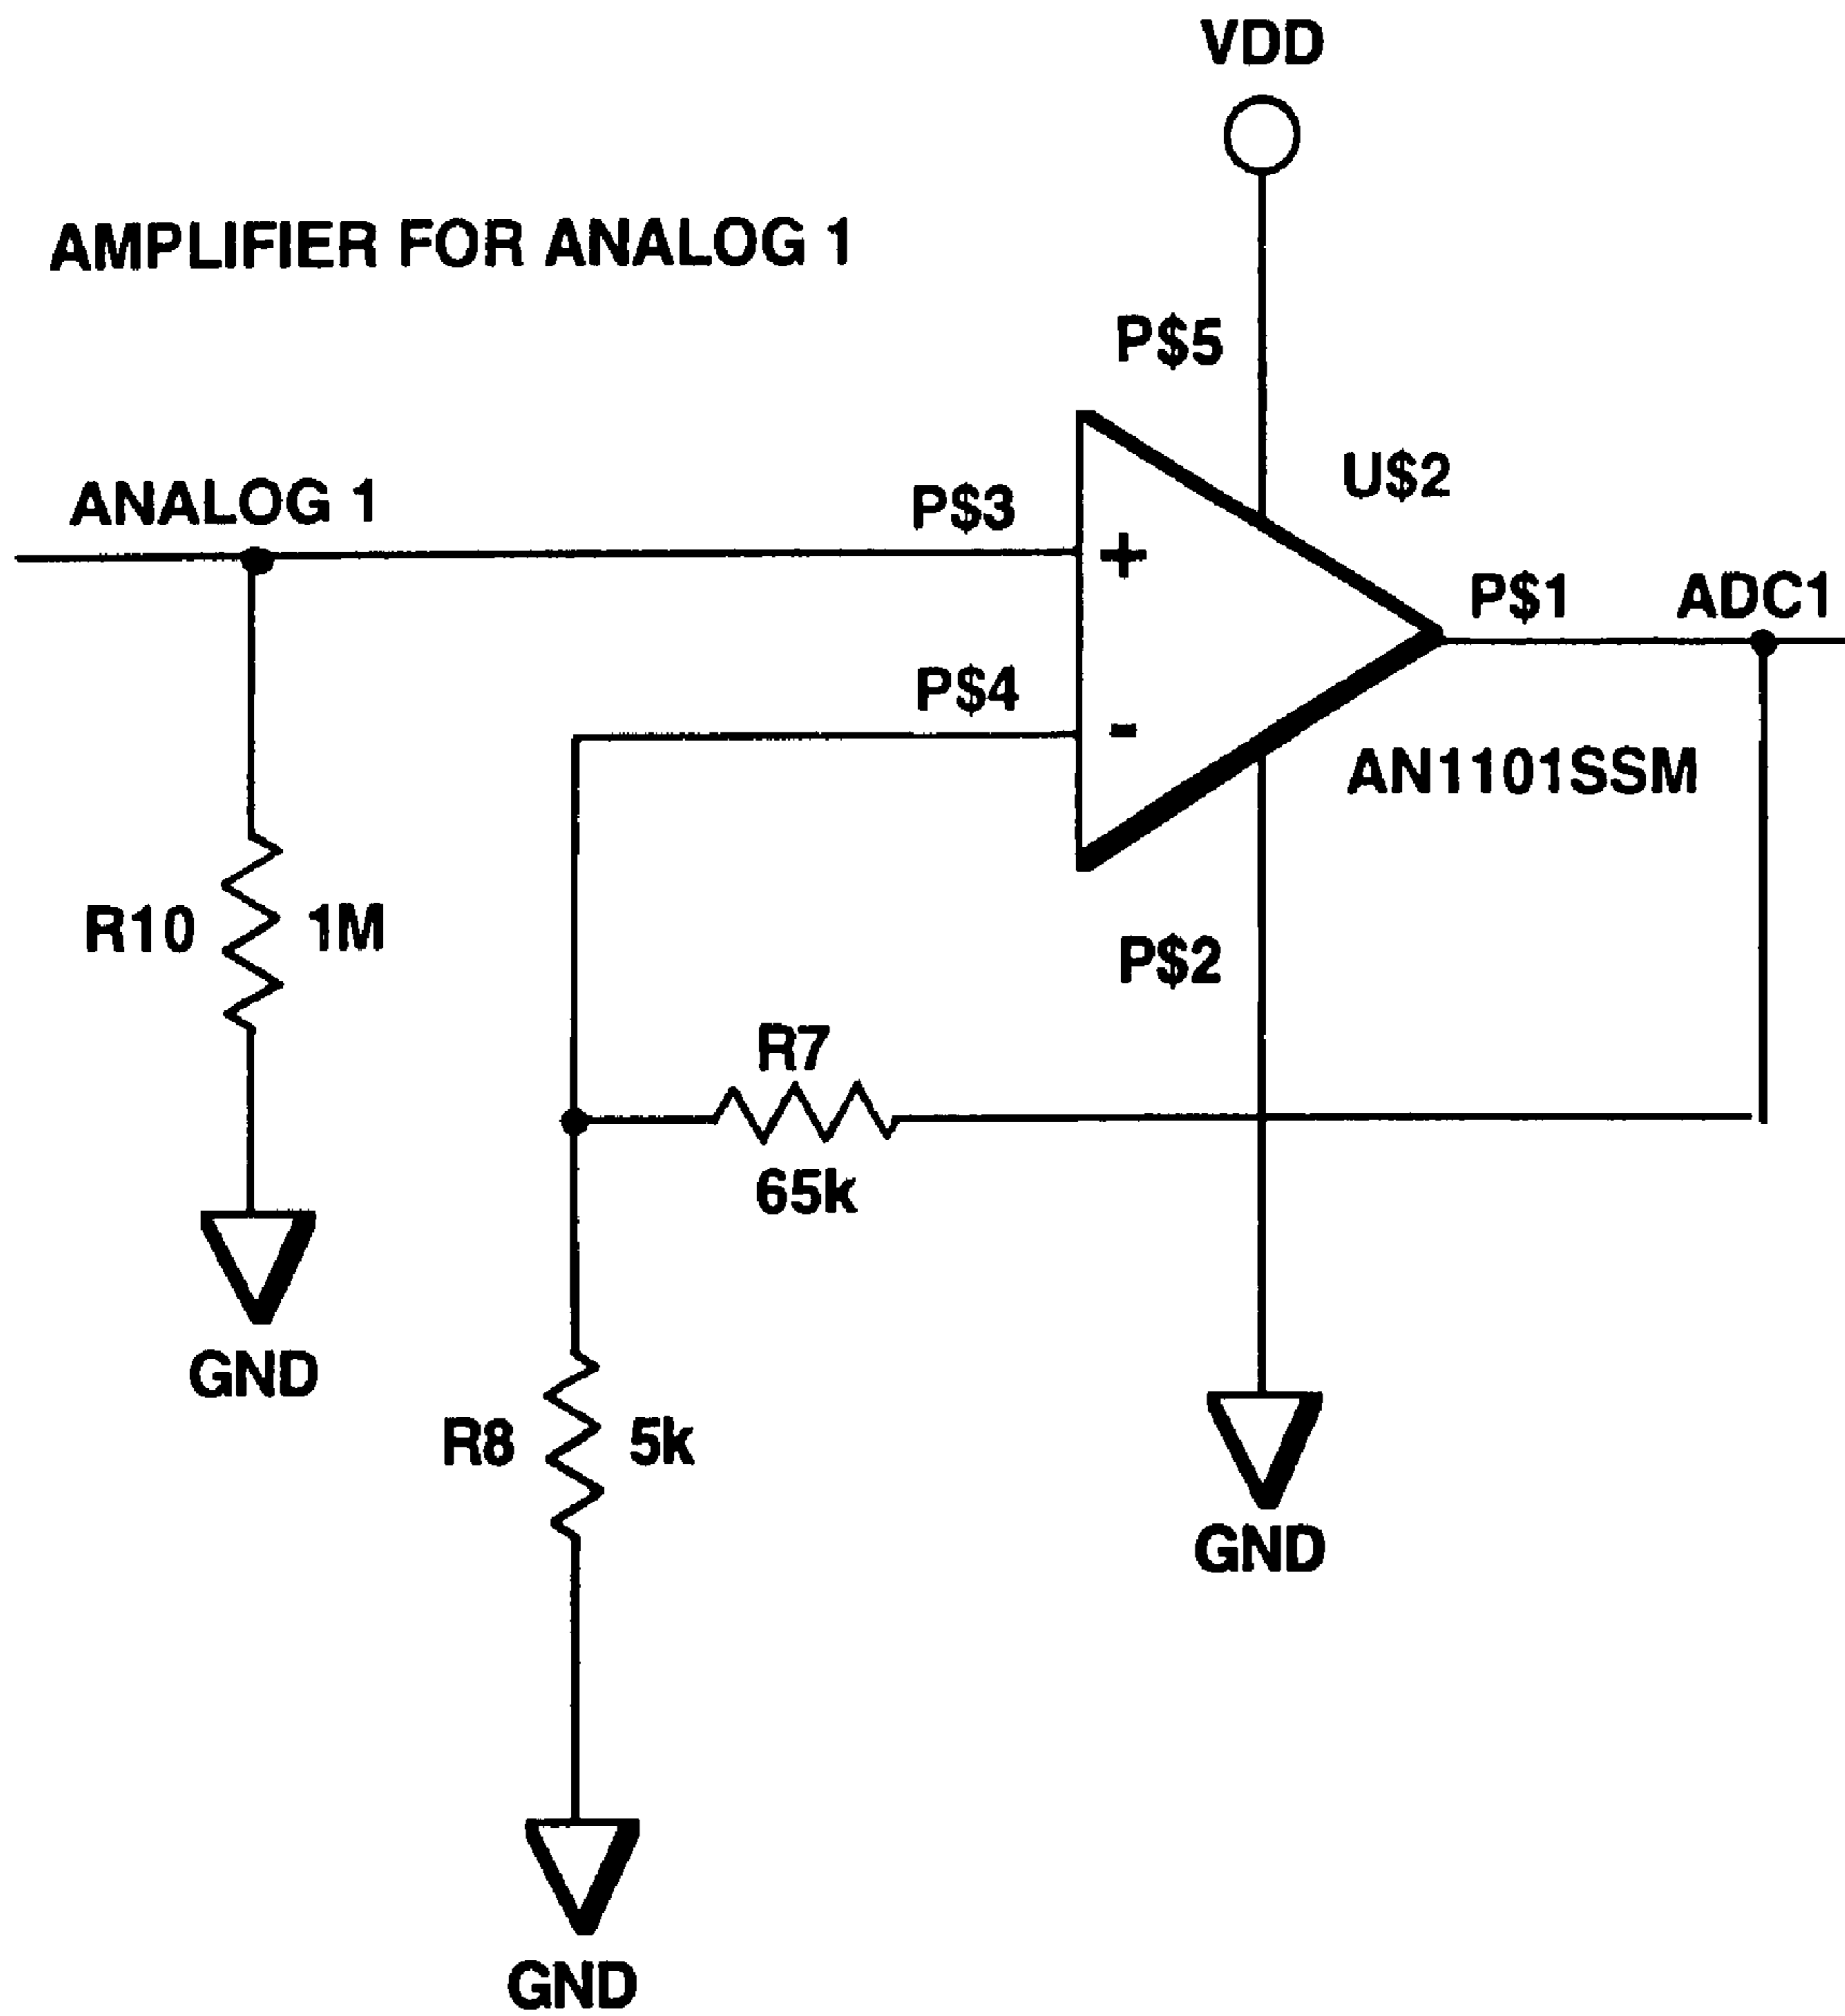 VDD
AMPLIFIER FOR ANALOG 1
P$5
U$2
ANALOG 1
P$3
+
P$1
ADC1
P$4
-
AN1101SSM
R10
1M
P$2
R7
65k
GND
R8
5k
GND
GND